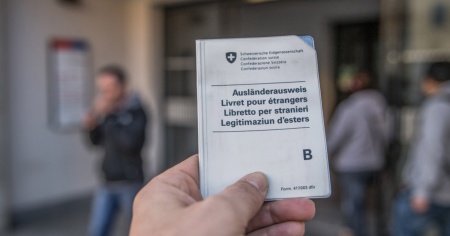 Schweizerische Eidgenossenschaft
Confédération suisse
Confederazione Svizzera
Confederaziun svizra
Ausländerausweis
Livret pour étrangers
Libretto per stranieri
Legitimaziun d'esters
B